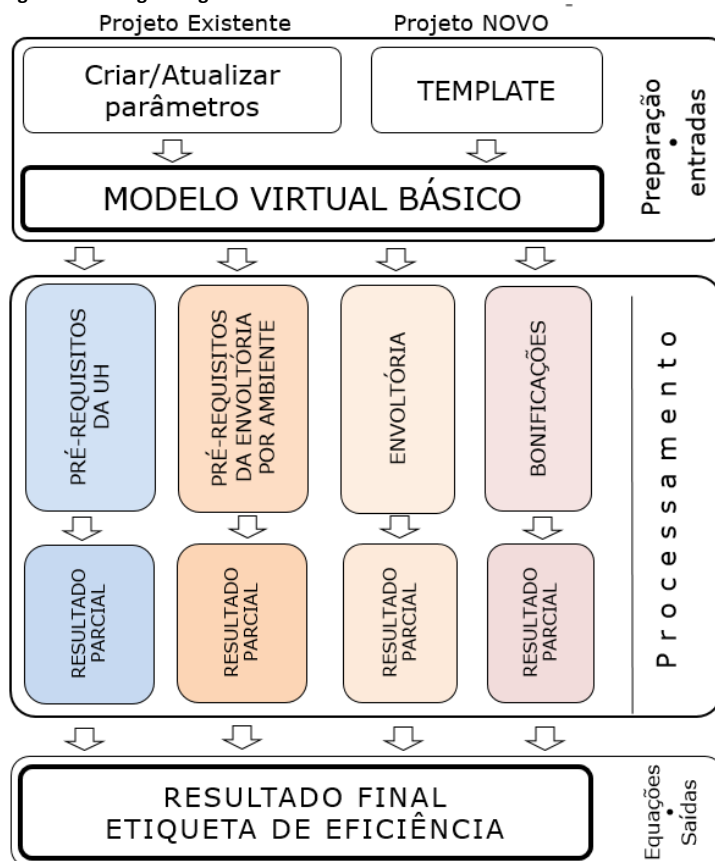 Projeto Existente
Projeto NOVO
Criar/Atualizar
parâmetros
TEMPLATE
MODELO VIRTUAL BÁSICO
Preparação
•
entradas
PRÉ-REQUISITOS
DA UH
PRÉ-REQUISITOS
DA ENVOLTÓRIA
POR AMBIENTE
ENVOLTÓRIA
BONIFICAÇÕES
RESULTADO
PARCIAL
RESULTADO
PARCIAL
RESULTADO
PARCIAL
RESULTADO
PARCIAL
Processamento
RESULTADO FINAL
ETIQUETA DE EFICIÊNCIA
Equações
•
Saídas